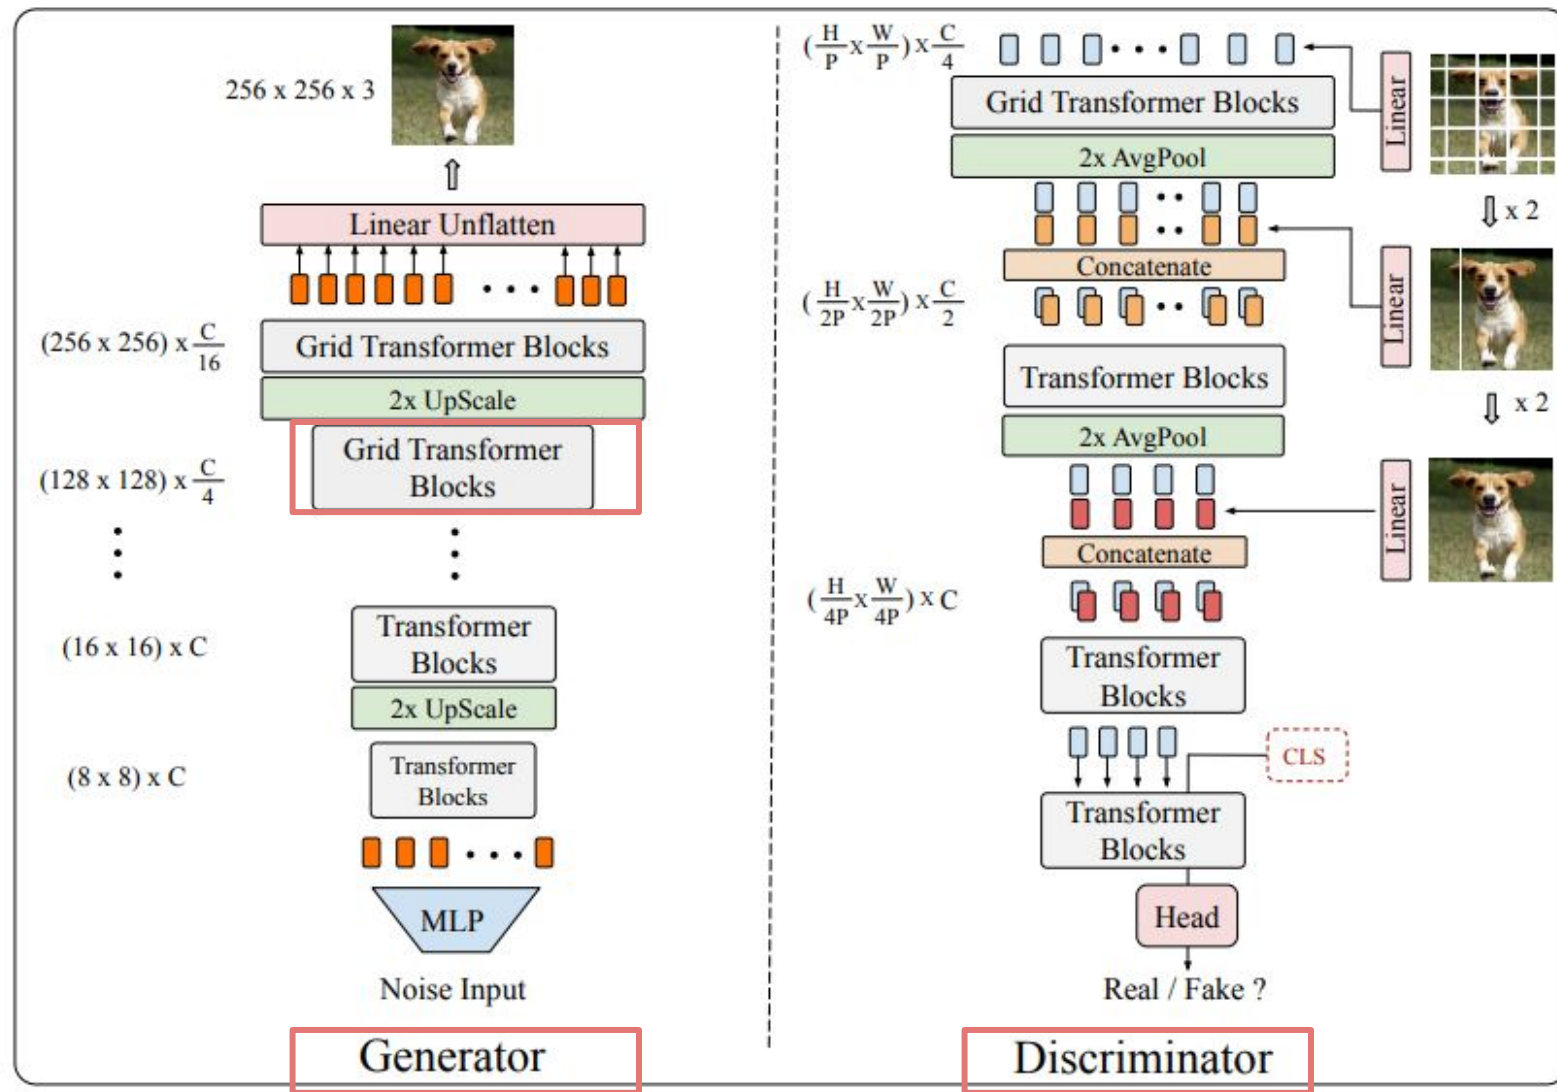 256 x 256 x 3
Linear Unflatten
(256 x 256) x C/16
Grid Transformer Blocks
2x UpScale
(128 x 128) x C/4
Grid Transformer
Blocks
(16 x 16) x C
Transformer
Blocks
2x UpScale
(8 x 8) x C
Transformer
Blocks
MLP
Noise Input
Generator
(H/P x W/P) x C/4
Grid Transformer Blocks
2x AvgPool
Linear
x 2
Concatenate
(H/2P x W/2P) x C/2
Linear
Transformer Blocks
2x AvgPool
x 2
Linear
Concatenate
(H/4P x W/4P) x C
Transformer
Blocks
CLS
Transformer
Blocks
Head
Real / Fake ?
Discriminator